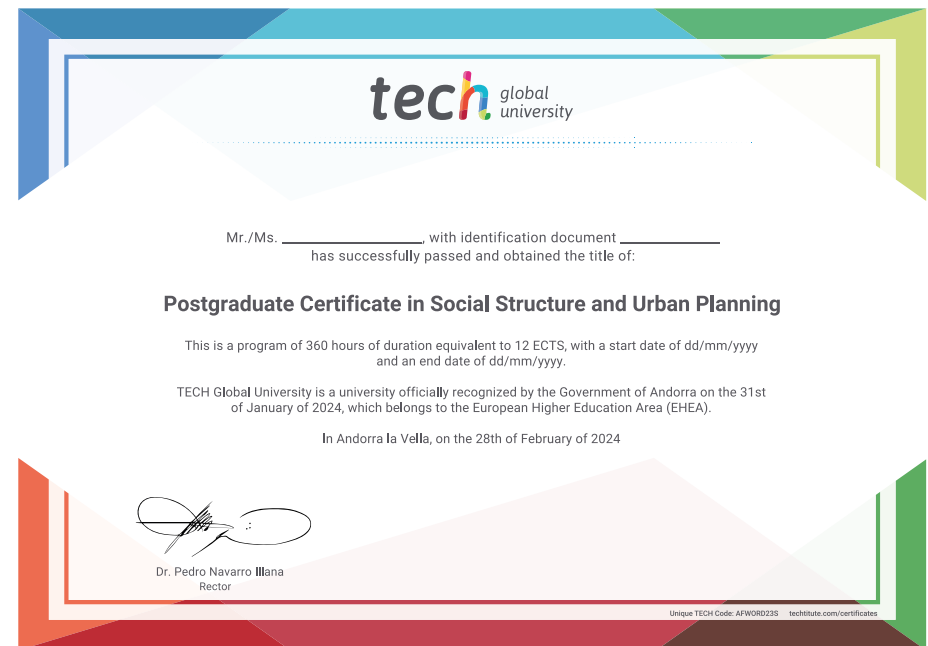 tech global university
Mr./Ms. ____________________, with identification document ______________
has successfully passed and obtained the title of:
Postgraduate Certificate in Social Structure and Urban Planning
This is a program of 360 hours of duration equivalent to 12 ECTS, with a start date of dd/mm/yyyy
and an end date of dd/mm/yyyy.
TECH Global University is a university officially recognized by the Government of Andorra on the 31st
of January of 2024, which belongs to the European Higher Education Area (EHEA).
In Andorra la Vella, on the 28th of February of 2024
Dr. Pedro Navarro Illana
Rector
Unique TECH Code: AFWORD23S techtitute.com/certificates